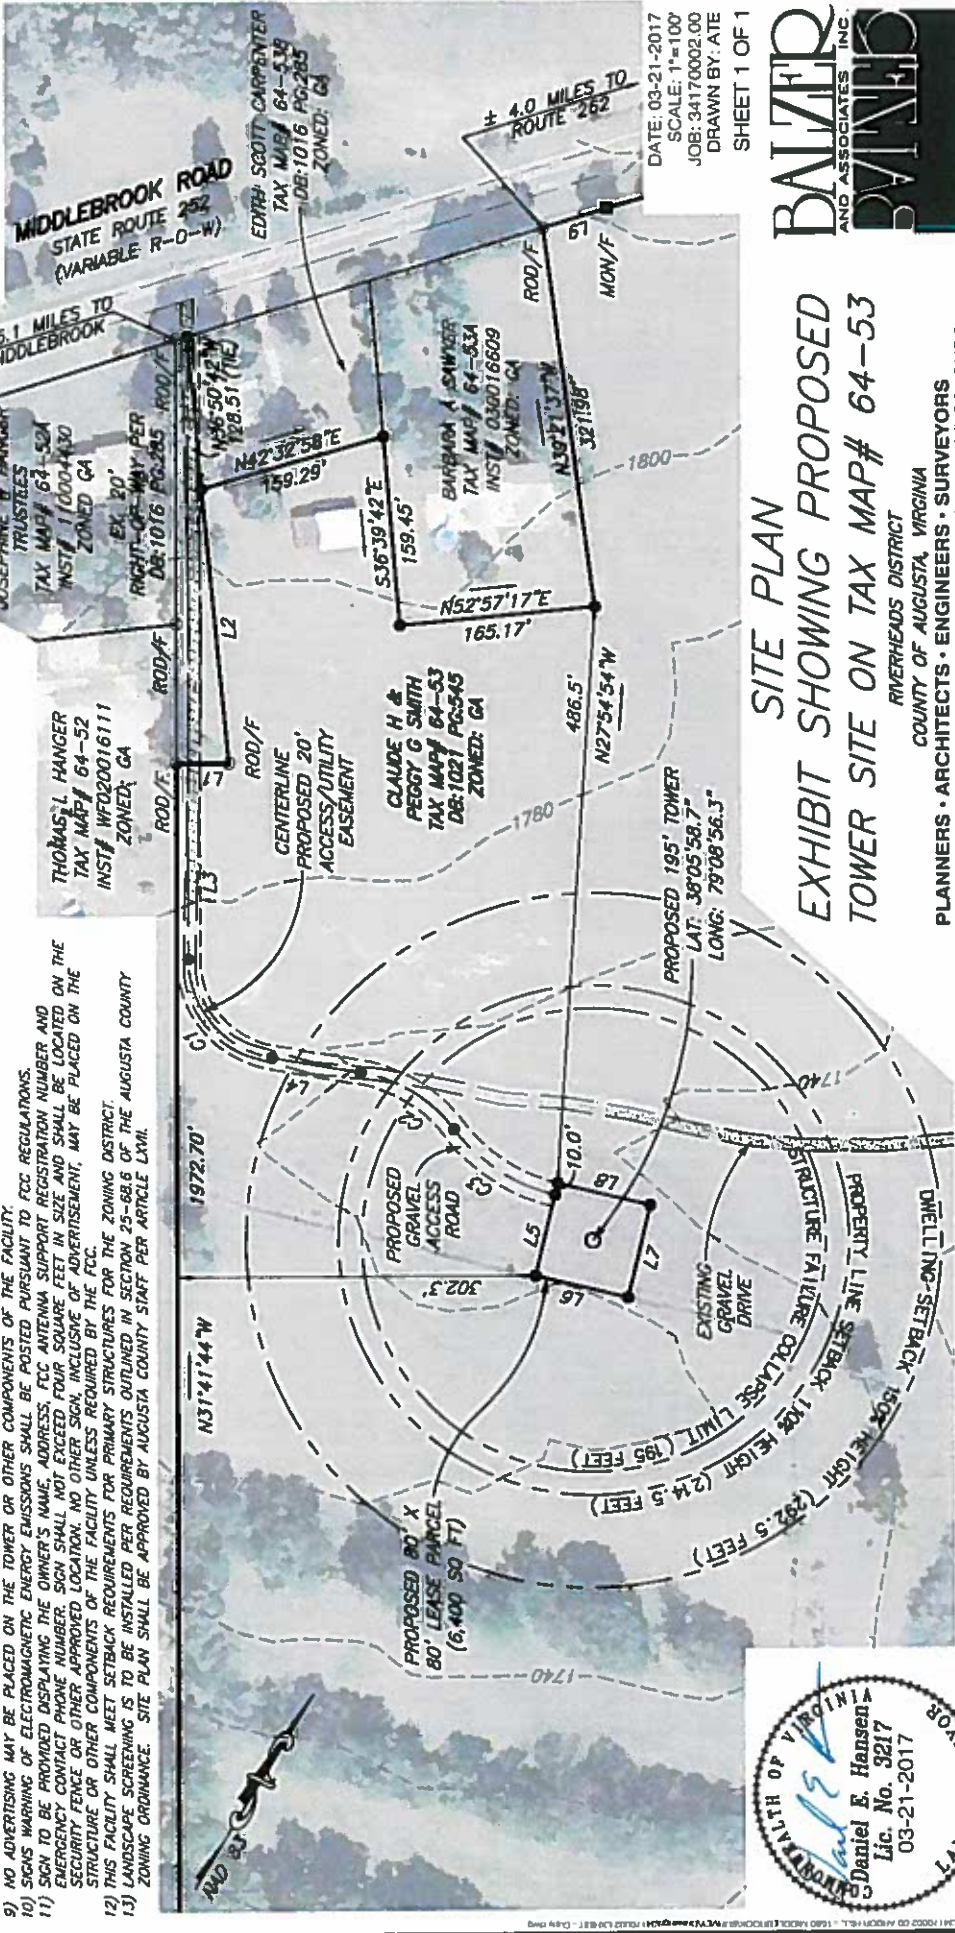 9) NO ADVERTISING MAY BE PLACED ON THE TOWER OR OTHER COMPONENTS OF THE FACILITY.
10) SIGNS WARNING OF ELECTROMAGNETIC ENERGY EMISSIONS SHALL BE POSTED PURSUANT TO FCC REGULATIONS.
11) SIGN TO BE PROVIDED DISPLAYING THE OWNER'S NAME, ADDRESS, FCC ANTENNA SUPPORT REGISTRATION NUMBER AND
EMERGENCY CONTACT PHONE NUMBER. SIGN SHALL NOT EXCEED FOUR SQUARE FEET IN SIZE AND SHALL BE LOCATED ON THE
SECURITY FENCE OR OTHER APPROVED LOCATION. NO OTHER SIGN, INCLUSIVE OF ADVERTISEMENT, MAY BE PLACED ON THE
STRUCTURE OR OTHER COMPONENTS OF THE FACILITY UNLESS REQUIRED BY THE FCC.
12) THIS FACILITY SHALL MEET SETBACK REQUIREMENTS FOR PRIMARY STRUCTURES FOR THE ZONING DISTRICT.
13) LANDSCAPE SCREENING IS TO BE INSTALLED PER REQUIREMENTS OUTLINED IN SECTION 25-68.6 OF THE AUGUSTA COUNTY
ZONING ORDINANCE. SITE PLAN SHALL BE APPROVED BY AUGUSTA COUNTY STAFF PER ARTICLE LXVII.
THOMAS L HANGER
TAX MAP# 64-52
INST# WF020016111
ZONED: GA
TRUSTEES
TAX MAP# 64-52A
ZONED GA
EX. 20'
RIGHT-OF-WAY PER
DB:1016 PG:285
5.1 MILES TO
MIDDLEBROOK
MIDDLEBROOK ROAD
STATE ROUTE 252
(VARIABLE R-O-W)
EDITH SCOTT CARPENTER
TAX MAP# 64-53B
DB:1016 PG:285
ZONED: GA
± 4.0 MILES TO
ROUTE 262
ROD/F
ROD/F
ROD/F
ROD/F
ROD/F
MON/F
L9
L1
L2
L3
C1
L4
C2
C3
L5
L6
L7
L8
128.51 (TIE)
N42°32'58"E
159.29'
S36°39'42"E
159.45'
N52°57'17"E
165.17'
BARBARA A SAWYER
TAX MAP# 64-53A
INST# 030016609
ZONED: GA
321.98'
1800
CLAUDE H &
PEGGY G SMITH
TAX MAP# 64-53
DB:1021 PG:545
ZONED: GA
CENTERLINE
PROPOSED 20'
ACCESS/UTILITY
EASEMENT
486.5'
N27°54'54"W
1780
PROPOSED 195' TOWER
LAT: 38°05'58.7"
LONG: 79°08'56.3"
1972.70'
N31°41'44"W
302.3'
10.0'
PROPOSED
GRAVEL
ACCESS
ROAD
EXISTING
GRAVEL
DRIVE
1740
STRUCTURE FAILURE COLLAPSE LIMIT (195 FEET)
PROPERTY LINE SETBACK 110% HEIGHT (214.5 FEET)
DWELLING SETBACK 150% HEIGHT (292.5 FEET)
PROPOSED 80' X
80' LEASE PARCEL
(6,400 SQ FT)
1740
NAD 83
COMMONWEALTH OF VIRGINIA
Daniel E. Hansen
Lic. No. 3217
03-21-2017
SITE PLAN
EXHIBIT SHOWING PROPOSED
TOWER SITE ON TAX MAP# 64-53
RIVERHEADS DISTRICT
COUNTY OF AUGUSTA, VIRGINIA
PLANNERS • ARCHITECTS • ENGINEERS • SURVEYORS
DATE: 03-21-2017
SCALE: 1"=100'
JOB: 34170002.00
DRAWN BY: ATE
SHEET 1 OF 1
BALZER
AND ASSOCIATES INC.